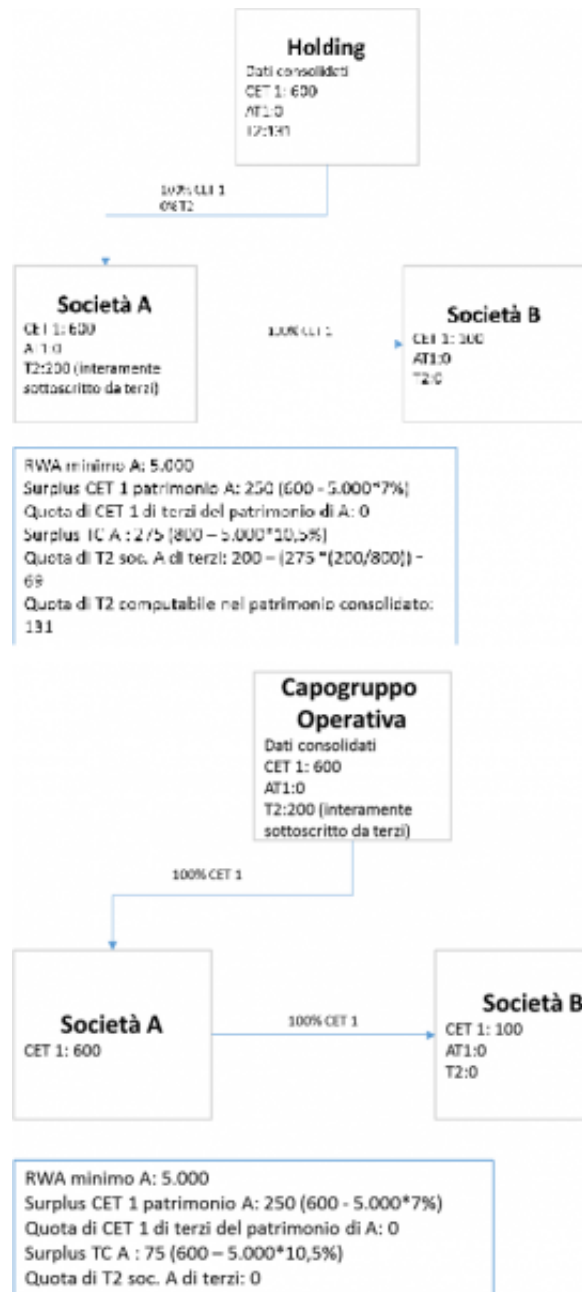 Holding
Dati consolidati
CET 1: 600
AT1:0
T2:131
100% CET 1
0% T2
Società A
CET 1: 600
AT1:0
T2:200 (interamente
sottoscritto da terzi)
100% CET 1
Società B
CET 1: 100
AT1:0
T2:0
RWA minimo A: 5.000
Surplus CET 1 patrimonio A: 250 (600 - 5.000*7%)
Quota di CET 1 di terzi del patrimonio di A: 0
Surplus TC A : 275 (800 – 5.000*10,5%)
Quota di T2 soc. A di terzi: 200 – (275 *(200/800)) =
69
Quota di T2 computabile nel patrimonio consolidato:
131
Capogruppo
Operativa
Dati consolidati
CET 1: 600
AT1:0
T2:200 (interamente
sottoscritto da terzi)
100% CET 1
Società A
CET 1: 600
100% CET 1
Società B
CET 1: 100
AT1:0
T2:0
RWA minimo A: 5.000
Surplus CET 1 patrimonio A: 250 (600 - 5.000*7%)
Quota di CET 1 di terzi del patrimonio di A: 0
Surplus TC A : 75 (600 – 5.000*10,5%)
Quota di T2 soc. A di terzi: 0